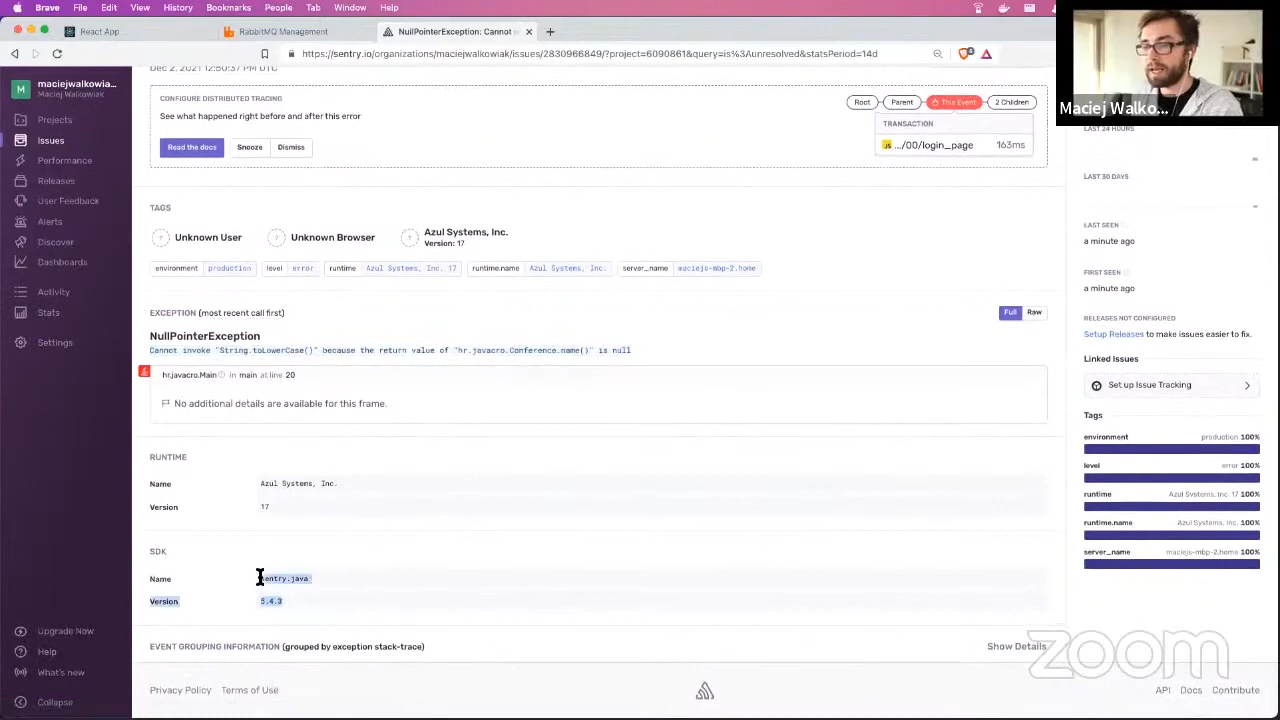 Brave File Edit View History Bookmarks People Tab Window Help
React App
RabbitMQ Management
NullPointerException: Cannot i
https://sentry.io/organizations/maciejwalkowiak/issues/2830966849/?project=6090861&query=is%3Aunresolved&statsPeriod=14d
Maciej Walko...
M
maciejwalkowia...
Maciej Walkowiak
Projects
Issues
Performance
Releases
User Feedback
Alerts
Discover
Dashboards
Activity
Stats
Settings
Upgrade Now
Help
What's new
Collapse
Dec 2, 2021 12:50:37 PM UTC
CONFIGURE DISTRIBUTED TRACING
See what happened right before and after this error
Read the docs
Snooze
Dismiss
Root
Parent
This Event
2 Children
TRANSACTION
JS .../00/login_page 163ms
TAGS
? Unknown User
? Unknown Browser
? Azul Systems, Inc.
Version: 17
environment production
level error
runtime Azul Systems, Inc. 17
runtime.name Azul Systems, Inc.
server_name maciejs-mbp-2.home
EXCEPTION (most recent call first)
Full Raw
NullPointerException
Cannot invoke "String.toLowerCase()" because the return value of "hr.javacro.Conference.name()" is null
hr.javacro.Main in main at line 20
No additional details are available for this frame.
RUNTIME
Name Azul Systems, Inc.
Version 17
SDK
Name sentry.java
Version 5.4.3
EVENT GROUPING INFORMATION (grouped by exception stack-trace)
Show Details
Privacy Policy Terms of Use
API Docs Contribute
LAST 24 HOURS
LAST 30 DAYS
LAST SEEN
a minute ago
FIRST SEEN
a minute ago
RELEASES NOT CONFIGURED
Setup Releases to make issues easier to fix.
Linked Issues
Set up Issue Tracking
Tags
environment production 100%
level error 100%
runtime Azul Systems, Inc. 17 100%
runtime.name Azul Systems, Inc. 100%
server_name maciejs-mbp-2.home 100%
zoom